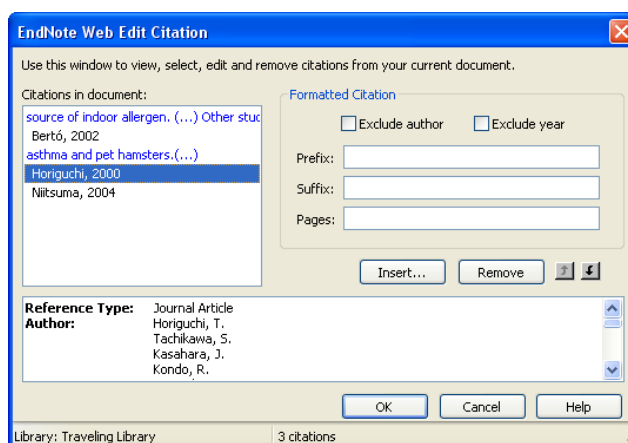 EndNote Web Edit Citation
Use this window to view, select, edit and remove citations from your current document.
Citations in document:
source of indoor allergen. (...) Other stud
Bertó, 2002
asthma and pet hamsters.(...)
Horiguchi, 2000
Niitsuma, 2004
Formatted Citation
Exclude author
Exclude year
Prefix:
Suffix:
Pages:
Insert...
Remove
Reference Type: Journal Article
Author: Horiguchi, T.
Tachikawa, S.
Kasahara, J.
Kondo, R.
OK
Cancel
Help
Library: Traveling Library
3 citations